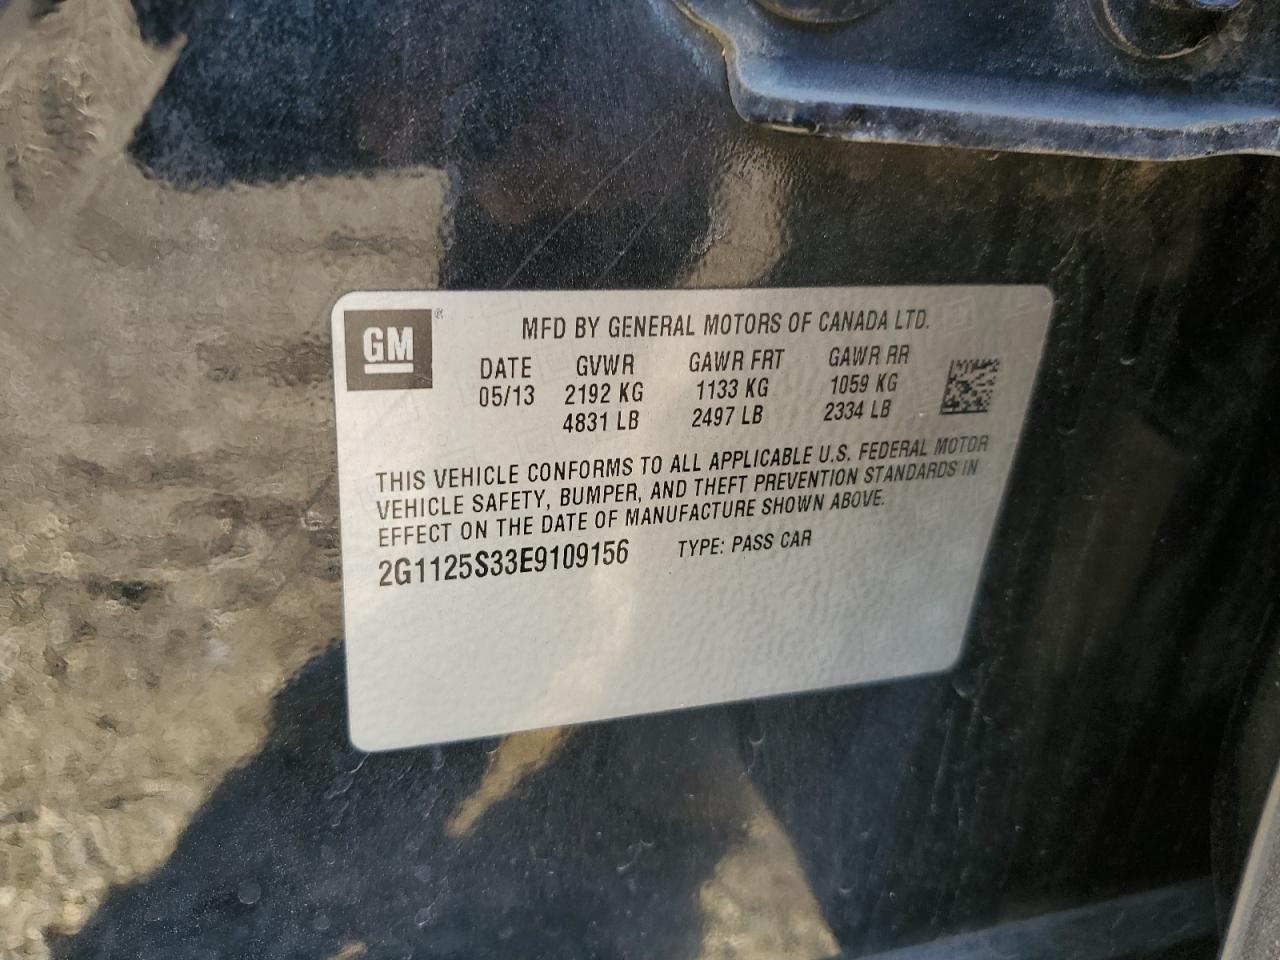 GM®
MFD BY GENERAL MOTORS OF CANADA LTD.
DATE GVWR GAWR FRT GAWR RR
05/13 2192 KG 1133 KG 1059 KG
4831 LB 2497 LB 2334 LB
THIS VEHICLE CONFORMS TO ALL APPLICABLE U.S. FEDERAL MOTOR
VEHICLE SAFETY, BUMPER, AND THEFT PREVENTION STANDARDS IN
EFFECT ON THE DATE OF MANUFACTURE SHOWN ABOVE.
2G1125S33E9109156 TYPE: PASS CAR